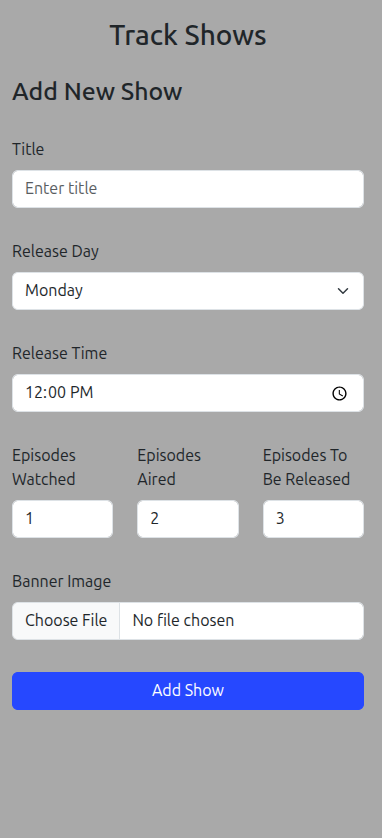 Track Shows
Add New Show
Title
Enter title
Release Day
Monday
Release Time
12:00 PM
Episodes Watched
Episodes Aired
Episodes To Be Released
1
2
3
Banner Image
Choose File No file chosen
Add Show